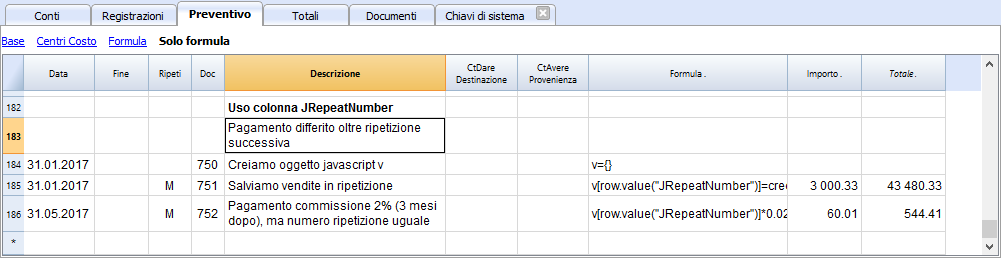 Conti Registrazioni Preventivo Totali Documenti Chiavi di sistema
Base Centri Costo Formula Solo formula
Data Fine Ripeti Doc Descrizione CtDare Destinazione CtAvere Provenienza Formula . Importo . Totale .
182 Uso colonna JRepeatNumber
183 Pagamento differito oltre ripetizione
successiva
184 31.01.2017 750 Creiamo oggetto javascript v v={}
185 31.01.2017 M 751 Salviamo vendite in ripetizione v[row.value("JRepeatNumber")]=cre 3 000.33 43 480.33
186 31.05.2017 M 752 Pagamento commissione 2% (3 mesi
dopo), ma numero ripetizione uguale v[row.value("JRepeatNumber")]*0.02 60.01 544.41
*